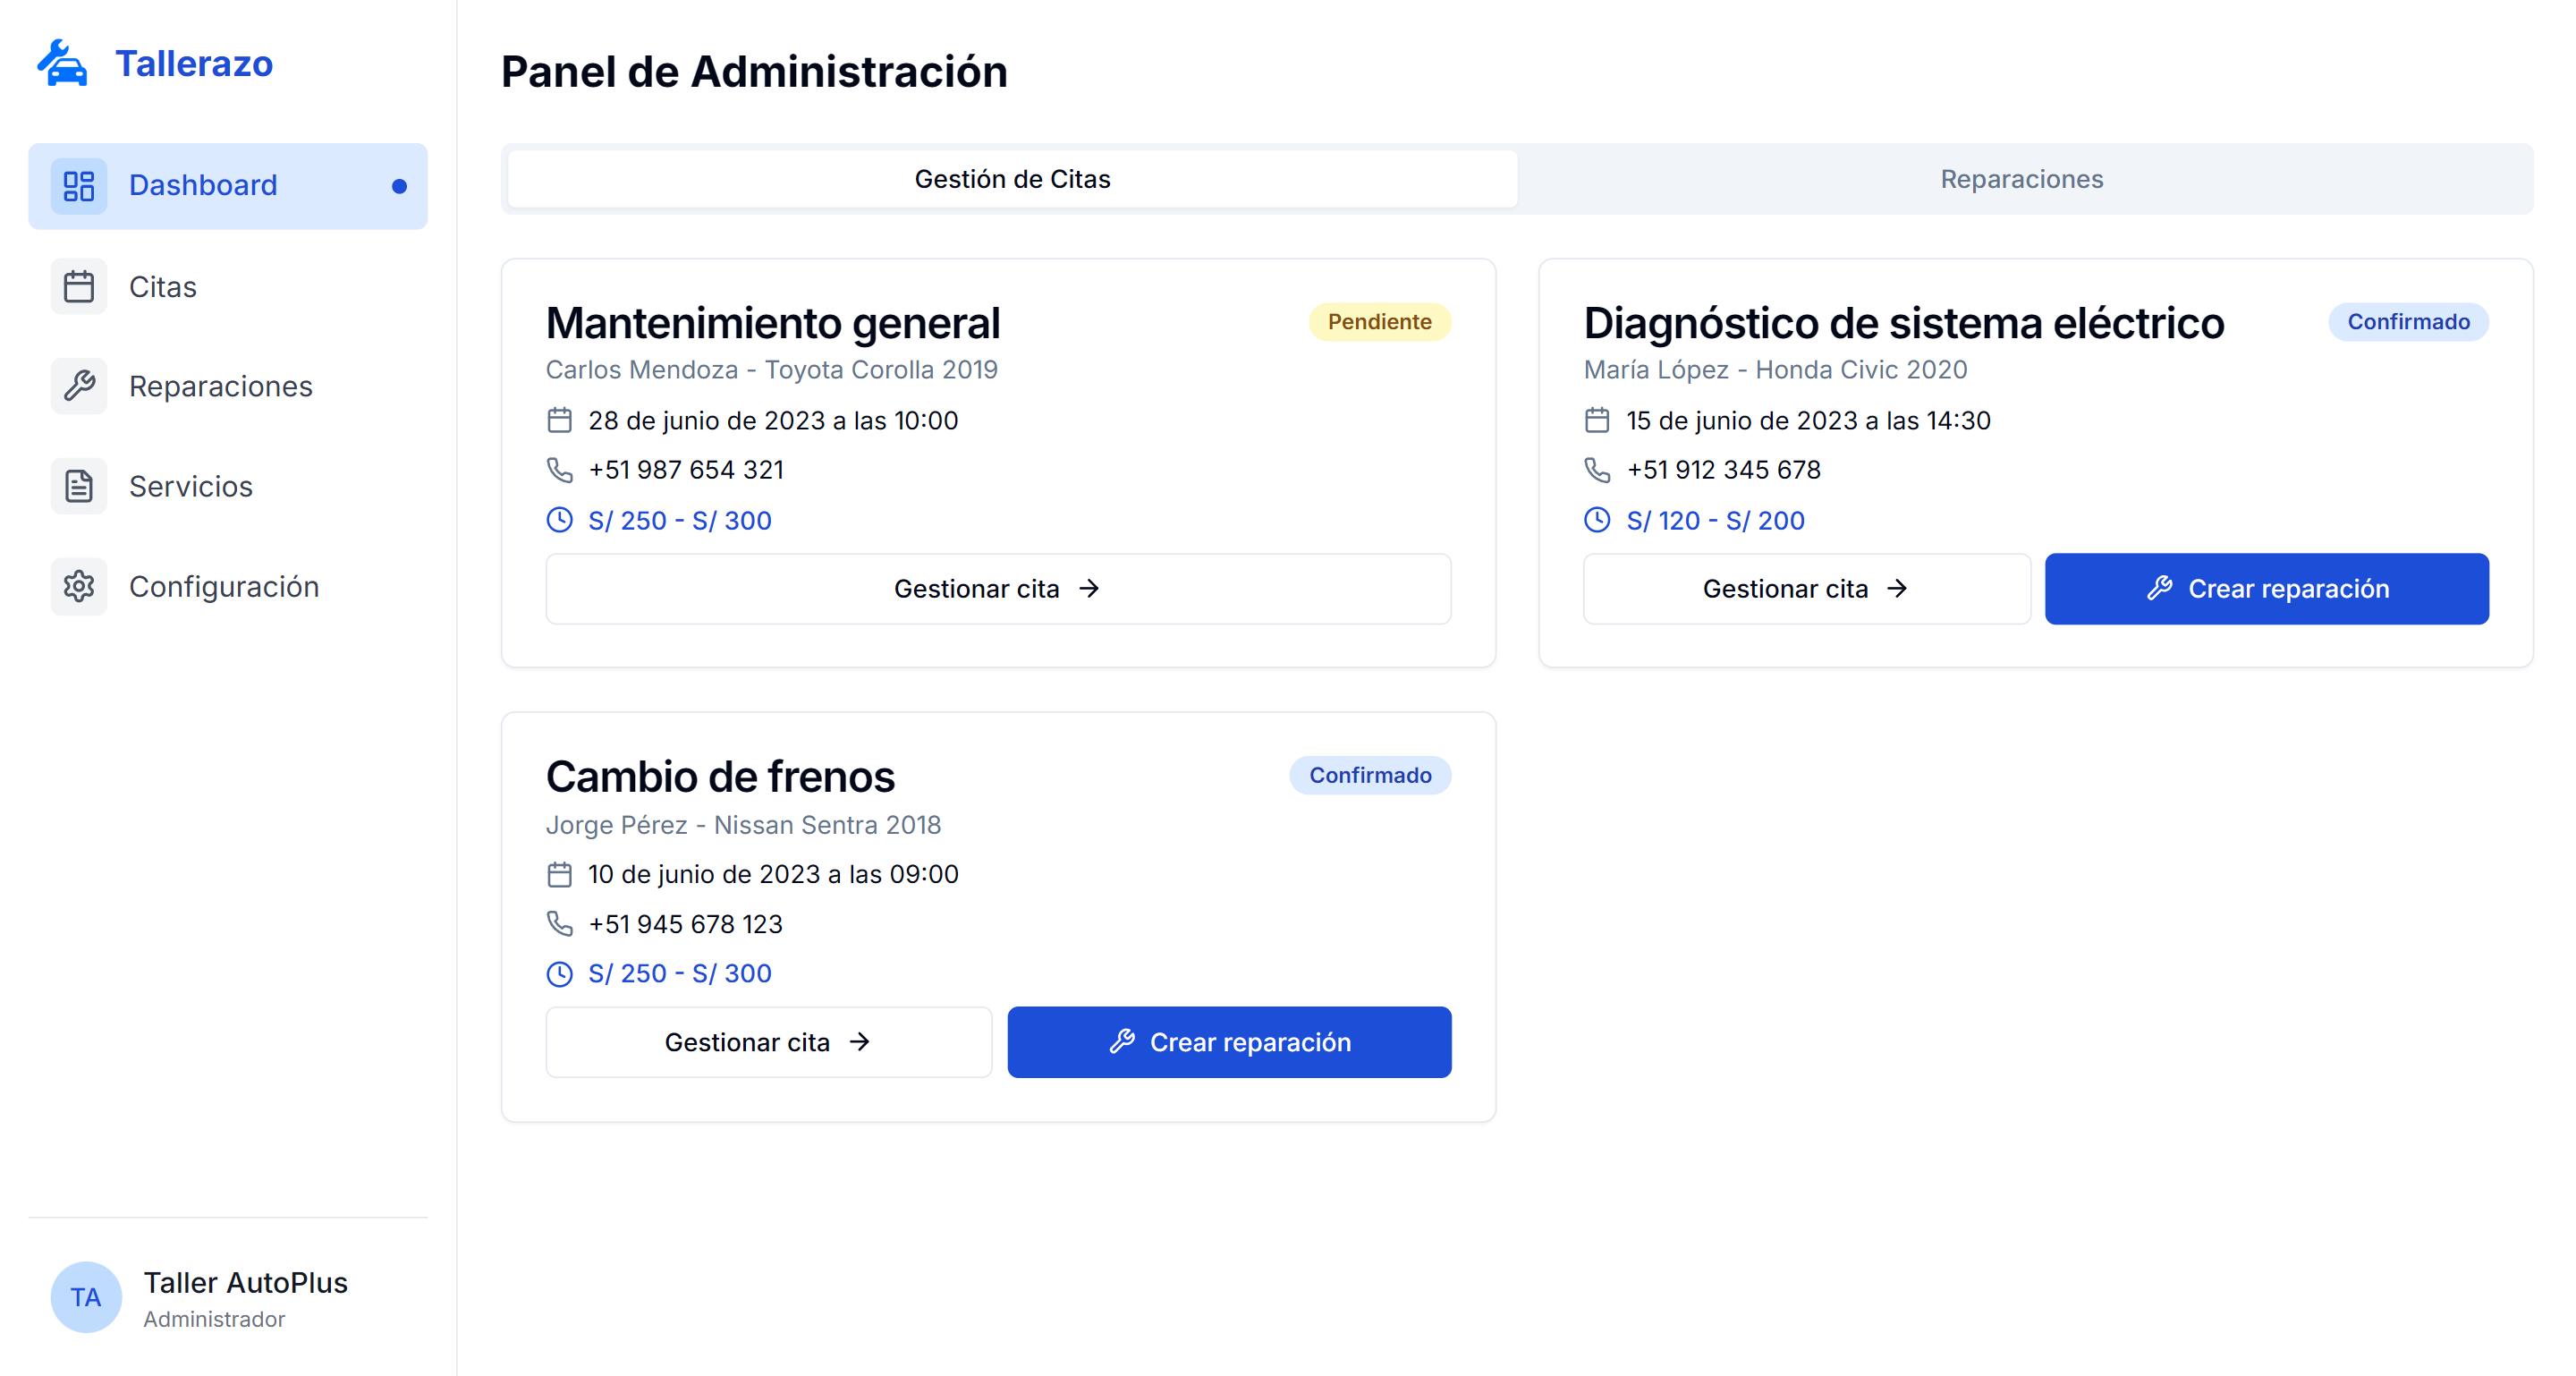 Tallerazo
Dashboard
Citas
Reparaciones
Servicios
Configuración
TA
Taller AutoPlus
Administrador
Panel de Administración
Gestión de Citas
Reparaciones
Mantenimiento general
Pendiente
Carlos Mendoza - Toyota Corolla 2019
28 de junio de 2023 a las 10:00
+51 987 654 321
S/ 250 - S/ 300
Gestionar cita →
Diagnóstico de sistema eléctrico
Confirmado
María López - Honda Civic 2020
15 de junio de 2023 a las 14:30
+51 912 345 678
S/ 120 - S/ 200
Gestionar cita →
Crear reparación
Cambio de frenos
Confirmado
Jorge Pérez - Nissan Sentra 2018
10 de junio de 2023 a las 09:00
+51 945 678 123
S/ 250 - S/ 300
Gestionar cita →
Crear reparación